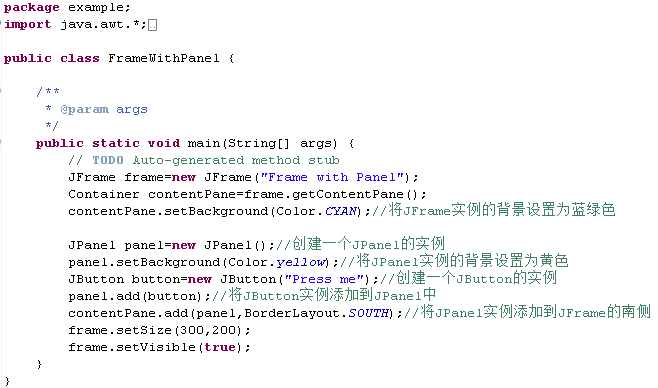 package example;
import java.awt.*;
public class FrameWithPanel {
/**
* @param args
*/
public static void main(String[] args) {
// TODO Auto-generated method stub
JFrame frame=new JFrame("Frame with Panel");
Container contentPane=frame.getContentPane();
contentPane.setBackground(Color.CYAN);//将JFrame实例的背景设置为蓝绿色
JPanel panel=new JPanel();//创建一个JPanel的实例
panel.setBackground(Color.yellow);//将JPanel实例的背景设置为黄色
JButton button=new JButton("Press me");//创建一个JButton的实例
panel.add(button);//将JButton实例添加到JPanel中
contentPane.add(panel,BorderLayout.SOUTH);//将JPanel实例添加到JFrame的南侧
frame.setSize(300,200);
frame.setVisible(true);
}
}